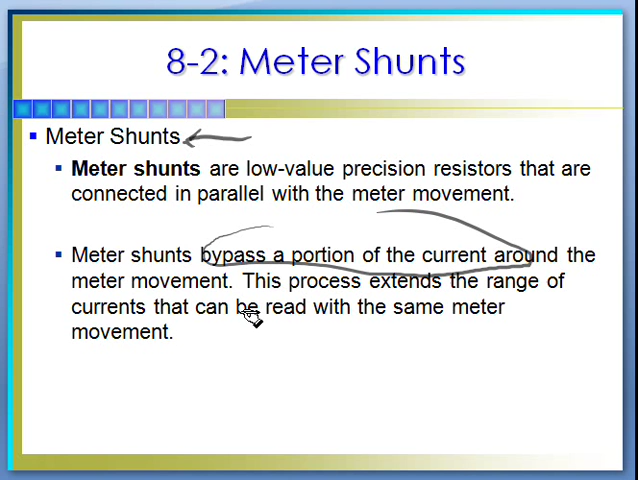 8-2: Meter Shunts
Meter Shunts
Meter shunts are low-value precision resistors that are
connected in parallel with the meter movement.
Meter shunts bypass a portion of the current around the
meter movement. This process extends the range of
currents that can be read with the same meter
movement.